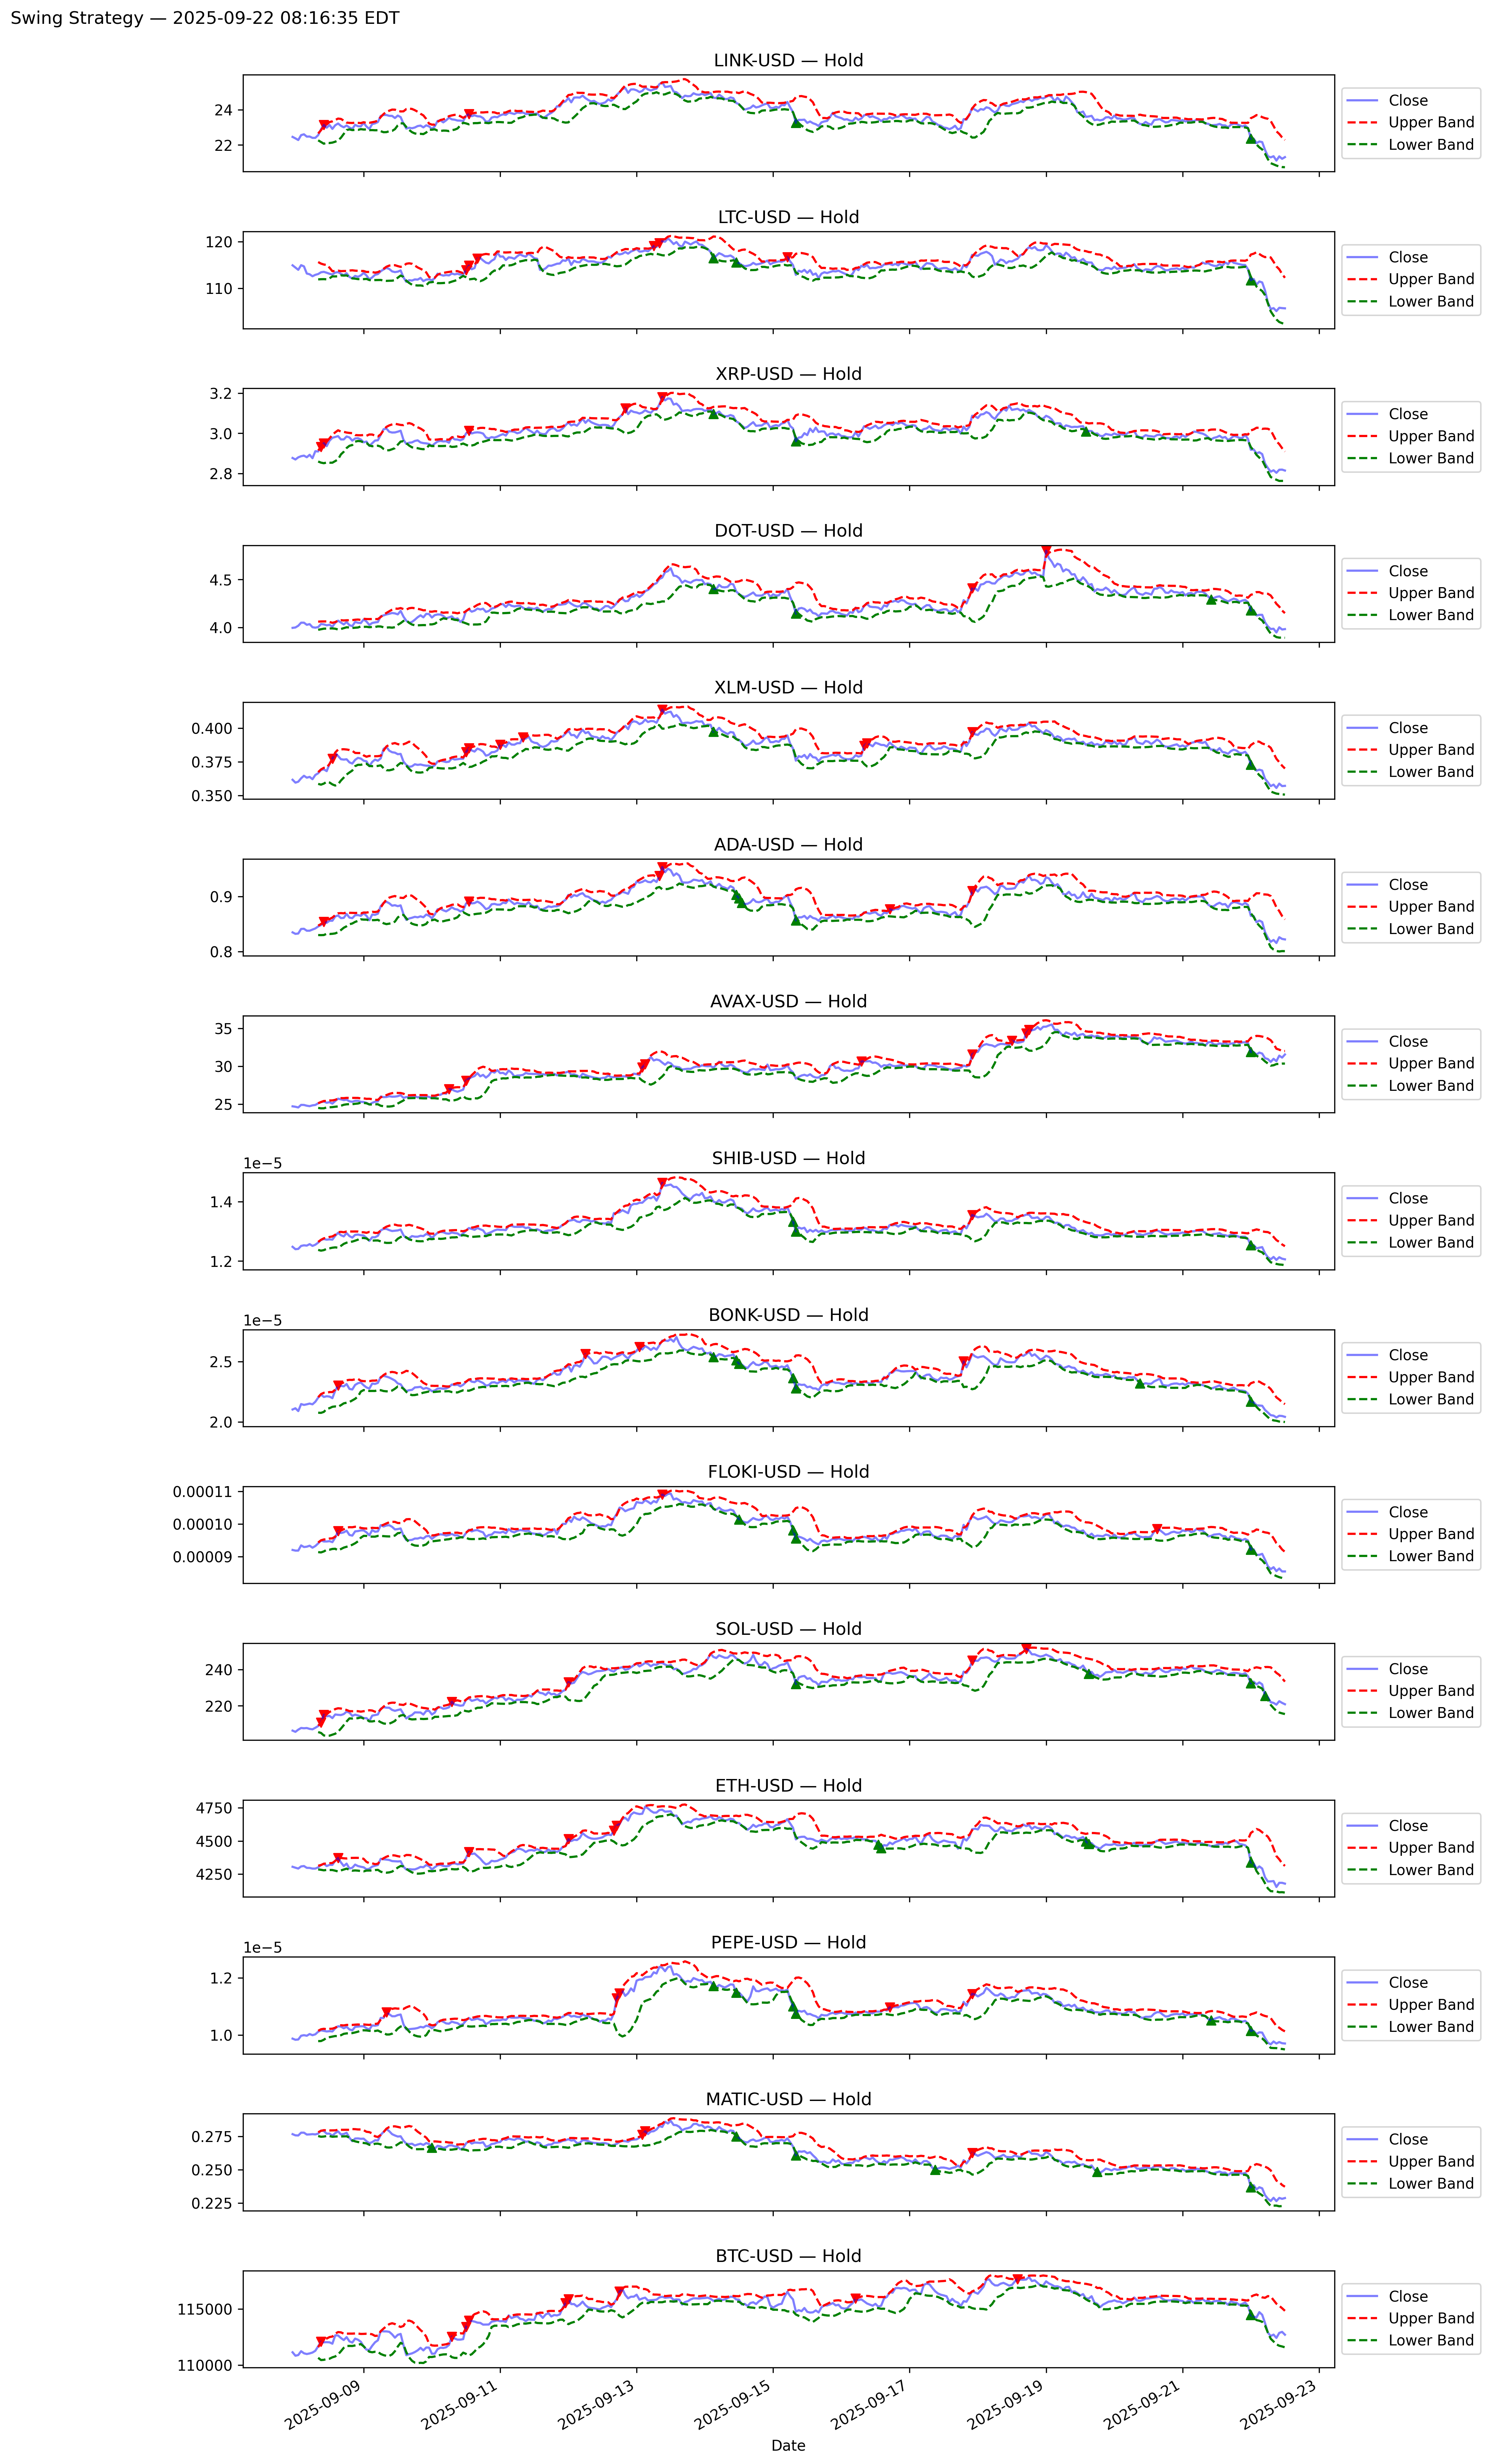 Swing Strategy — 2025-09-22 08:16:35 EDT
LINK-USD — Hold
24
22
Close
Upper Band
Lower Band
LTC-USD — Hold
120
110
Close
Upper Band
Lower Band
XRP-USD — Hold
3.2
3.0
2.8
Close
Upper Band
Lower Band
DOT-USD — Hold
4.5
4.0
Close
Upper Band
Lower Band
XLM-USD — Hold
0.400
0.375
0.350
Close
Upper Band
Lower Band
ADA-USD — Hold
0.9
0.8
Close
Upper Band
Lower Band
AVAX-USD — Hold
35
30
25
Close
Upper Band
Lower Band
SHIB-USD — Hold
1e−5
1.4
1.2
Close
Upper Band
Lower Band
BONK-USD — Hold
1e−5
2.5
2.0
Close
Upper Band
Lower Band
FLOKI-USD — Hold
0.00011
0.00010
0.00009
Close
Upper Band
Lower Band
SOL-USD — Hold
240
220
Close
Upper Band
Lower Band
ETH-USD — Hold
4750
4500
4250
Close
Upper Band
Lower Band
PEPE-USD — Hold
1e−5
1.2
1.0
Close
Upper Band
Lower Band
MATIC-USD — Hold
0.275
0.250
0.225
Close
Upper Band
Lower Band
BTC-USD — Hold
115000
110000
Close
Upper Band
Lower Band
2025-09-09
2025-09-11
2025-09-13
2025-09-15
2025-09-17
2025-09-19
2025-09-21
2025-09-23
Date